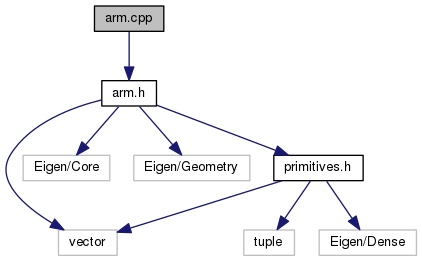 arm.cpp
arm.h
Eigen/Core
Eigen/Geometry
primitives.h
vector
tuple
Eigen/Dense